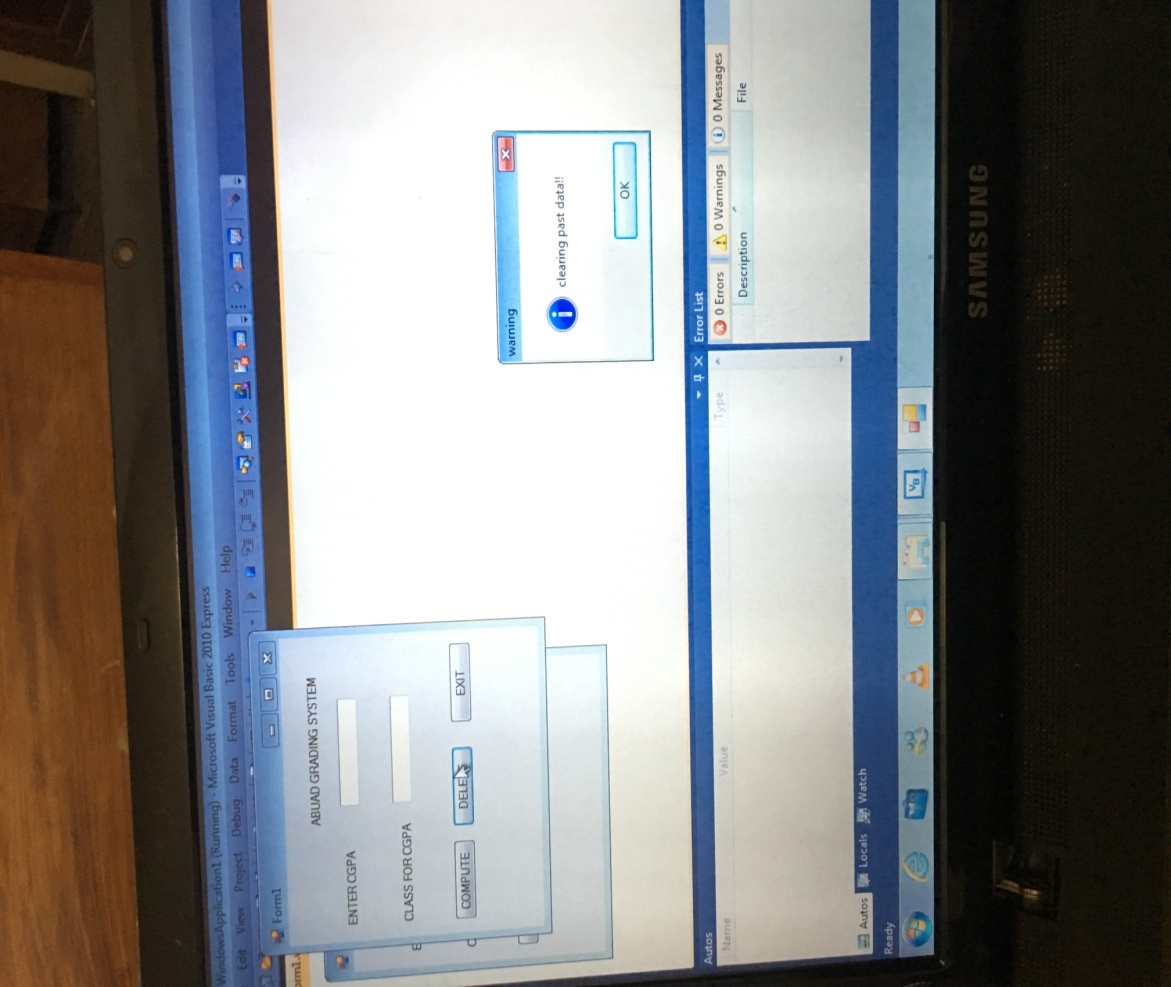 WindowsApplication1 (Running) - Microsoft Visual Basic 2010 Express
Edit View Project Debug Data Format Tools Window Help
Form1
ABUAD GRADING SYSTEM
ENTER CGPA
CLASS FOR CGPA
COMPUTE DELE EXIT
warning
clearing past data!!
OK
Autos
Name Value Type
Error List
0 Errors 0 Warnings 0 Messages
Description File
Autos Locals Watch
Ready
VB
SAMSUNG